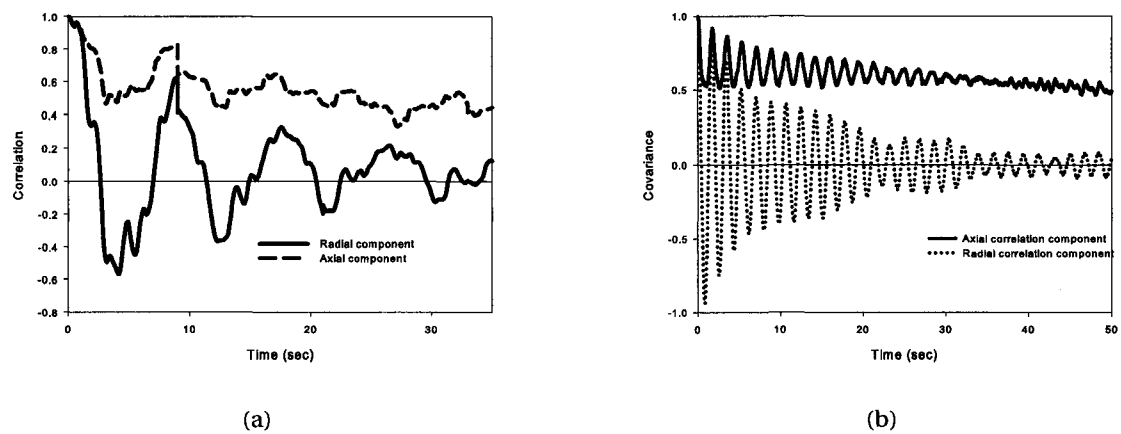 1.0
0.8
0.6
0.4
0.2
0.0
-0.2
-0.4
-0.6
-0.8
Correlation
Radial component
Axial component
0 10 20 30
Time (sec)
(a)
1.0
0.5
0.0
-0.5
-1.0
Covariance
Axial correlation component
Radial correlation component
0 10 20 30 40 50
Time (sec)
(b)